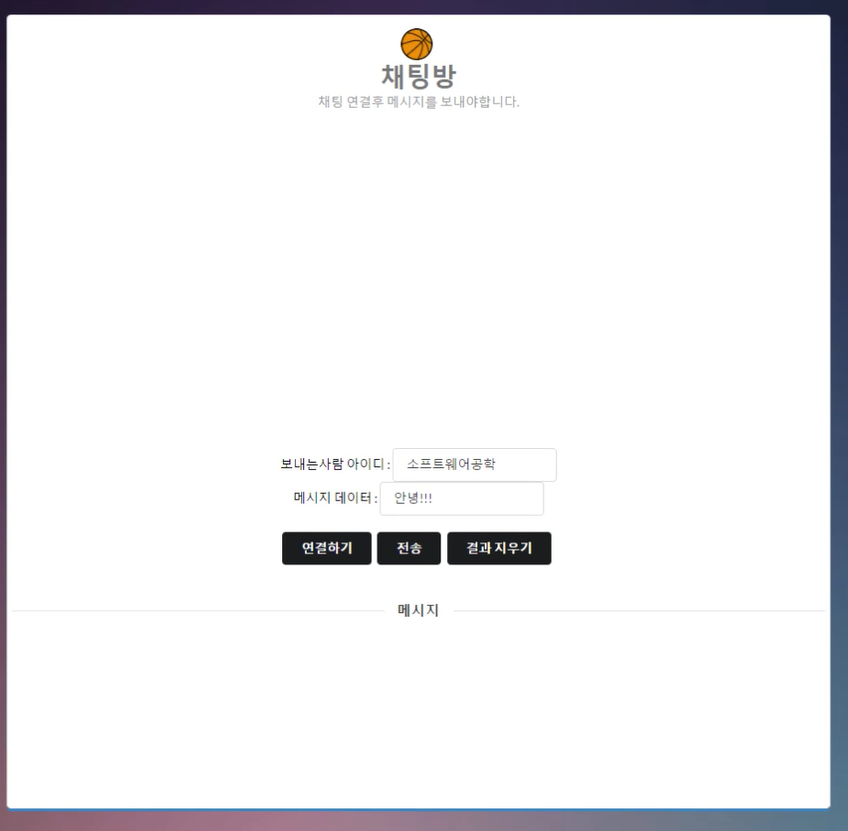 채팅방
채팅 연결후 메시지를 보내야합니다.
보내는사람 아이디 : 소프트웨어공학
메시지 데이터 : 안녕!!!
연결하기 전송 결과 지우기
메시지